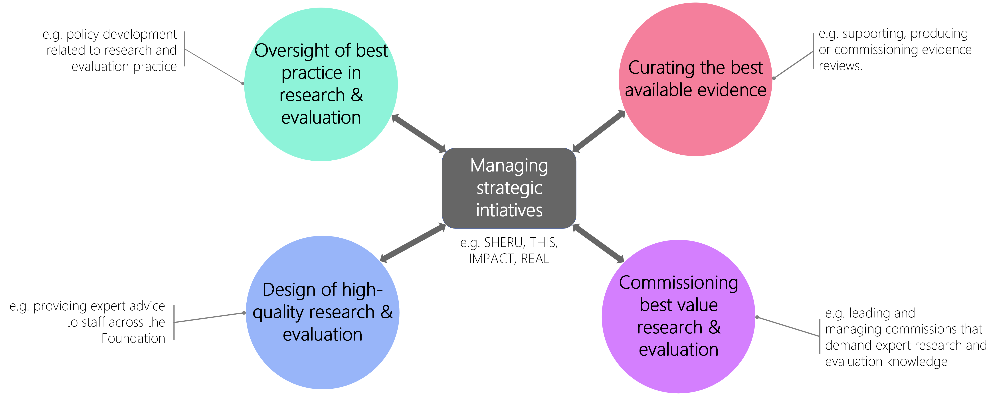 e.g. policy development
related to research and
evaluation practice
Oversight of best
practice in
research &
evaluation
Curating the best
available evidence
e.g. supporting, producing
or commissioning evidence
reviews.
Managing
strategic
intiatives
e.g. SHERU, THIS,
IMPACT, REAL
e.g. providing expert advice
to staff across the
Foundation
Design of high-
quality research &
evaluation
Commissioning
best value
research &
evaluation
e.g. leading and
managing commissions that
demand expert research and
evaluation knowledge